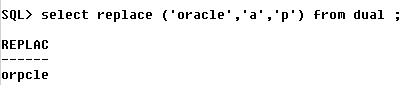 SQL> select replace ('oracle','a','p') from dual ;
REPLAC
------
orpcle